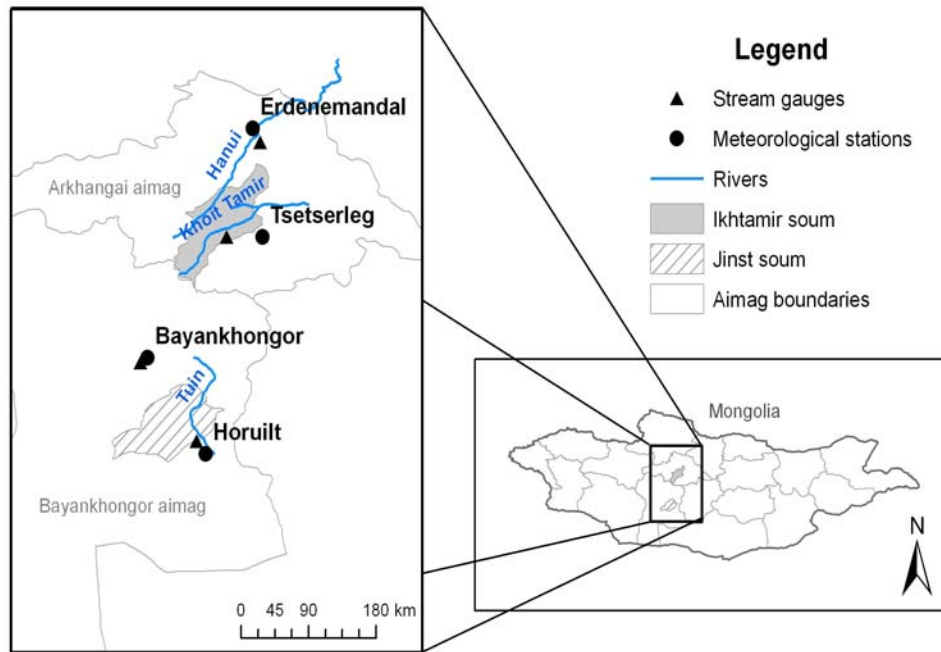 Erdenemandal
Hanui
Arkhangai aimag
Khoit Tamir
Tsetserleg
Bayankhongor
Tuin
Horuilt
Bayankhongor aimag
0 45 90 180 km
Legend
Stream gauges
Meteorological stations
Rivers
Ikhtamir soum
Jinst soum
Aimag boundaries
Mongolia
N